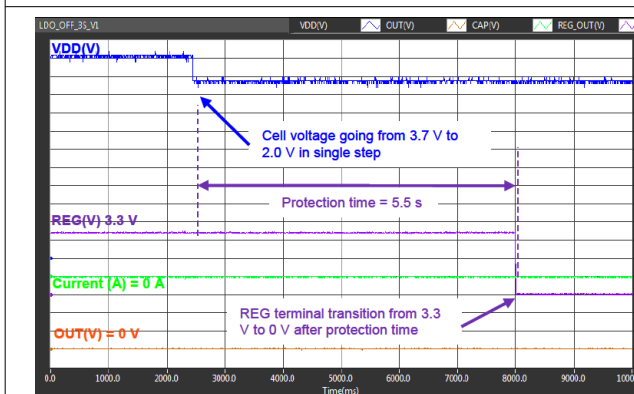 LDO_OFF_3S_V1
VDD(V) OUT(V) CAP(V) REG_OUT(V)
VDD(V)
Cell voltage going from 3.7 V to
2.0 V in single step
Protection time = 5.5 s
REG(V) 3.3 V
Current (A) = 0 A
REG terminal transition from 3.3
V to 0 V after protection time
OUT(V) = 0 V
0.0 1000.0 2000.0 3000.0 4000.0 5000.0 6000.0 7000.0 8000.0 9000.0 10000
Time(ms)